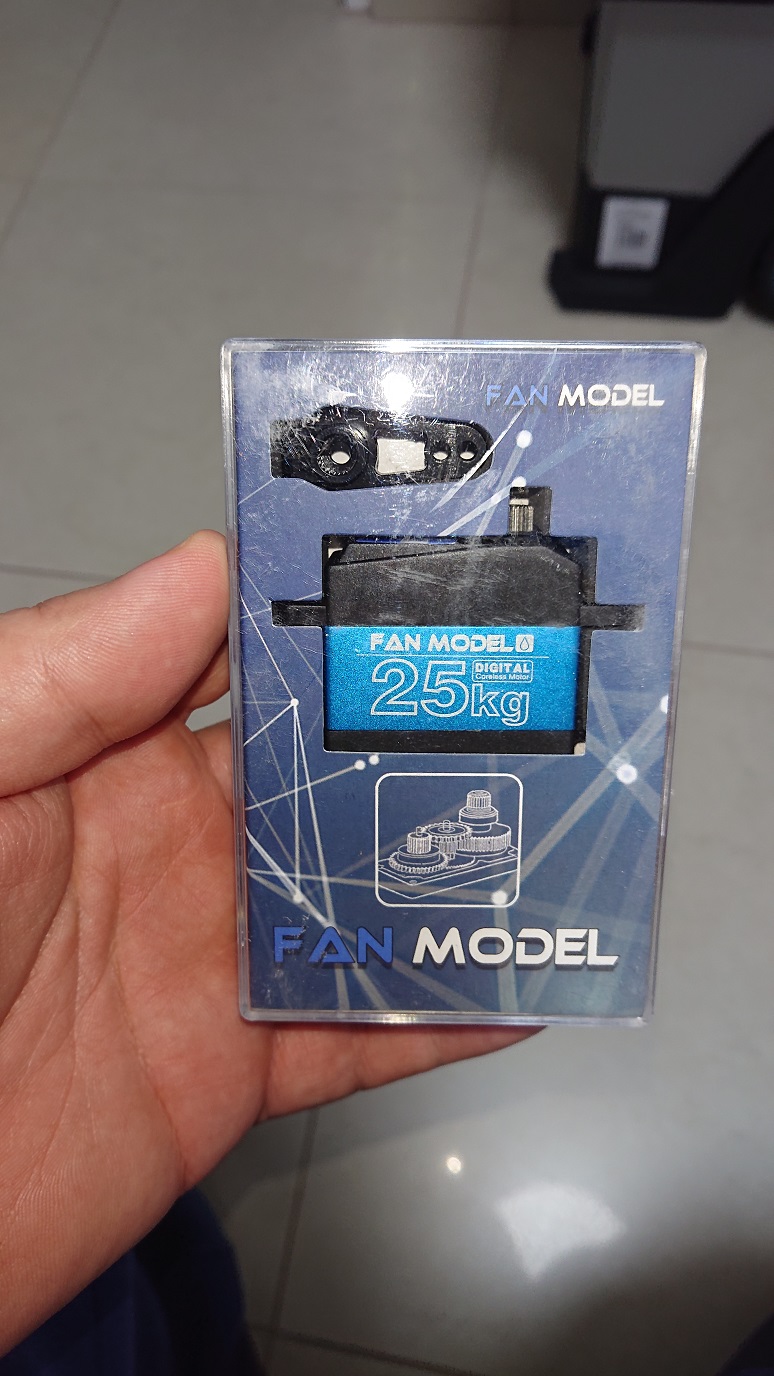 FAN MODEL
FAN MODEL
DIGITAL
Coreless Motor
25kg
FAN MODEL